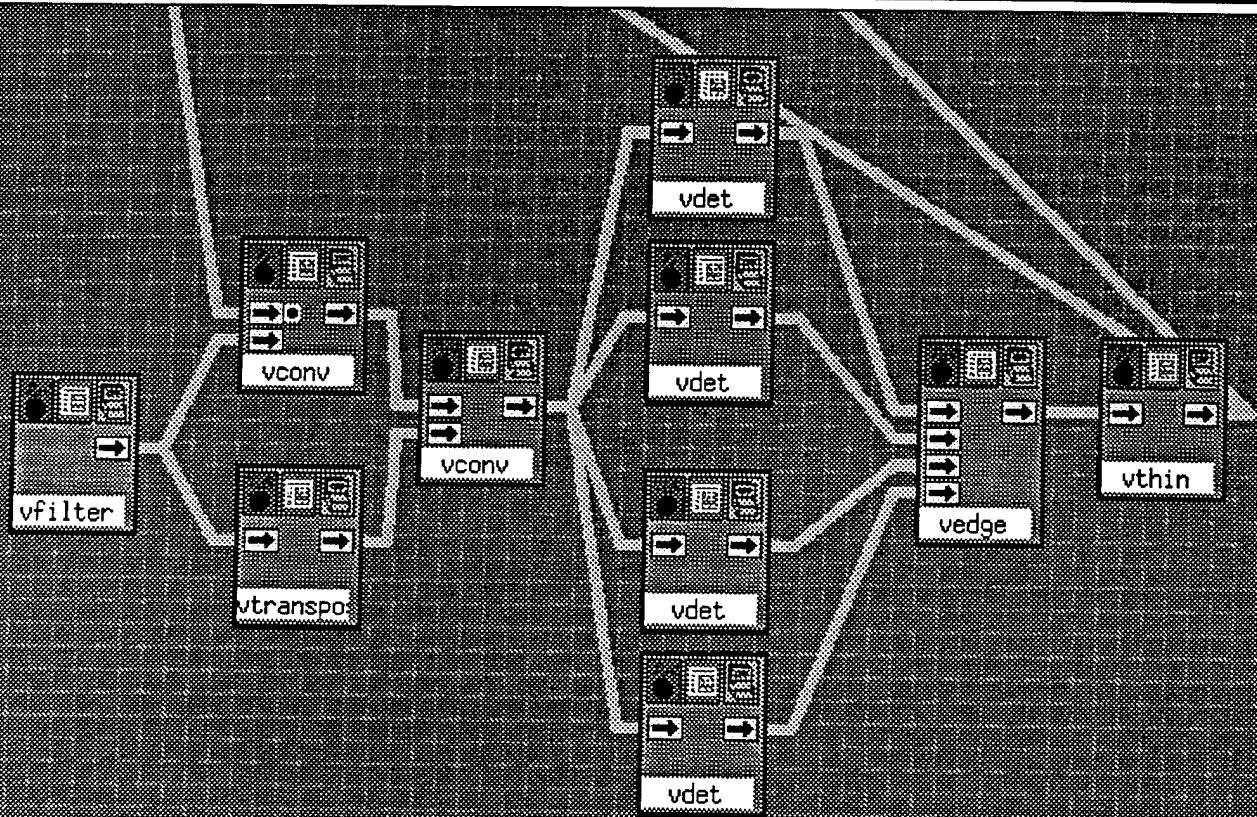 vdet
vconv
vdet
vconv
vfilter
vthin
vedge
vtranspos
vdet
vdet